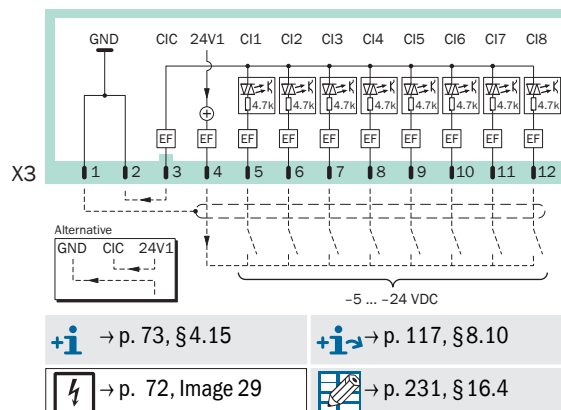 GND CIC 24V1 CI1 CI2 CI3 CI4 CI5 CI6 CI7 CI8
4.7k 4.7k 4.7k 4.7k 4.7k 4.7k 4.7k 4.7k
EF EF EF EF EF EF EF EF EF EF
X3 1 2 3 4 5 6 7 8 9 10 11 12
Alternative
GND CIC 24V1
–5 ... –24 VDC
+i → p. 73, §4.15
+i → p. 117, §8.10
→ p. 72, Image 29
→ p. 231, §16.4